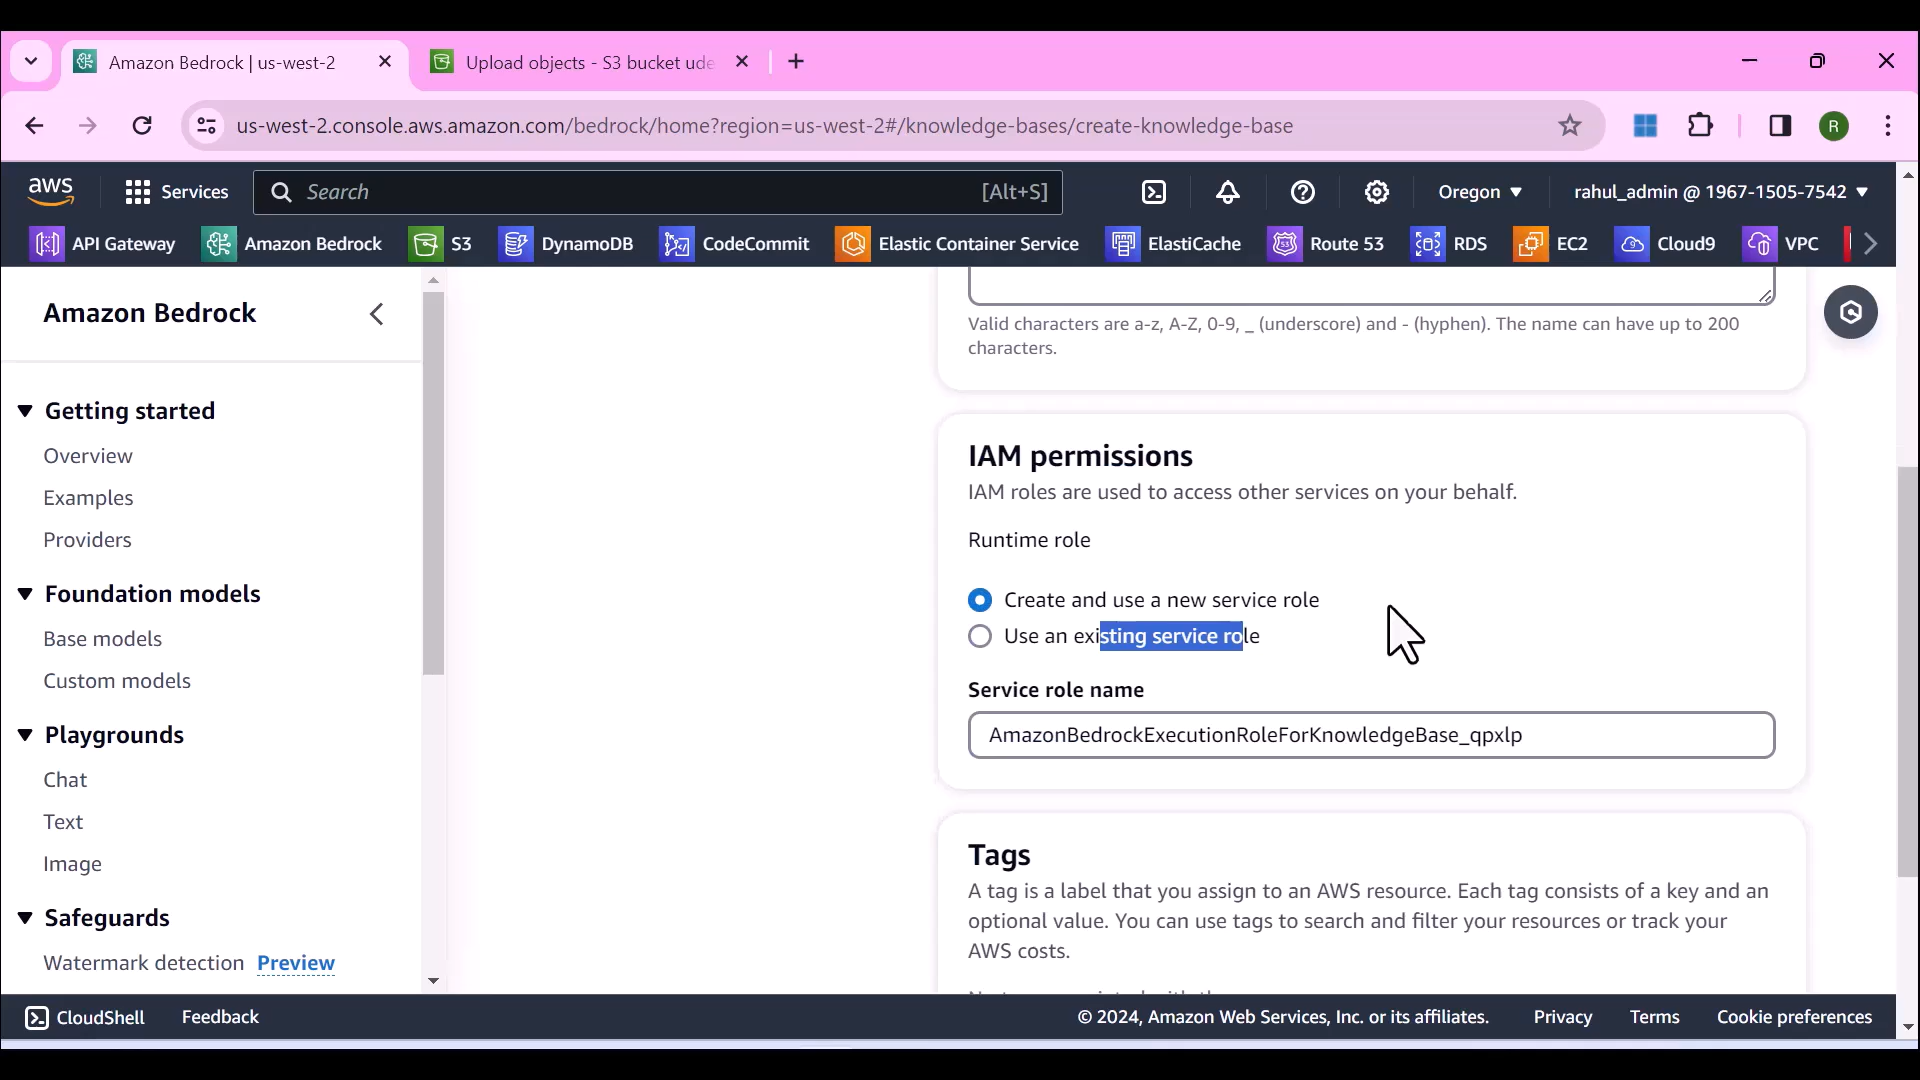 Amazon Bedrock | us-west-2
Upload objects - S3 bucket ude
us-west-2.console.aws.amazon.com/bedrock/home?region=us-west-2#/knowledge-bases/create-knowledge-base
R
aws
Services
Search
[Alt+S]
Oregon
rahul_admin @ 1967-1505-7542
API Gateway
Amazon Bedrock
S3
DynamoDB
CodeCommit
Elastic Container Service
ElastiCache
Route 53
RDS
EC2
Cloud9
VPC
Amazon Bedrock
Getting started
Overview
Examples
Providers
Foundation models
Base models
Custom models
Playgrounds
Chat
Text
Image
Safeguards
Watermark detection Preview
Valid characters are a-z, A-Z, 0-9, _ (underscore) and - (hyphen). The name can have up to 200
characters.
IAM permissions
IAM roles are used to access other services on your behalf.
Runtime role
Create and use a new service role
Use an existing service role
Service role name
AmazonBedrockExecutionRoleForKnowledgeBase_qpxlp
Tags
A tag is a label that you assign to an AWS resource. Each tag consists of a key and an
optional value. You can use tags to search and filter your resources or track your
AWS costs.
CloudShell
Feedback
© 2024, Amazon Web Services, Inc. or its affiliates.
Privacy
Terms
Cookie preferences